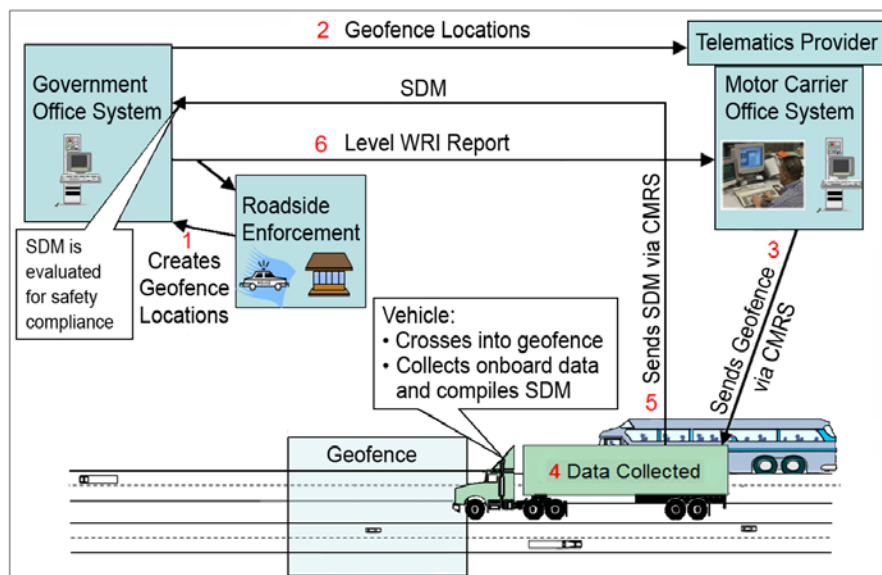 2 Geofence Locations
Telematics Provider
Government
Office System
SDM
Motor Carrier
Office System
6 Level WRI Report
Roadside
Enforcement
1
Creates
Geofence
Locations
SDM is
evaluated
for safety
compliance
3
Sends Geofence
via CMRS
5 Sends SDM via CMRS
Vehicle:
• Crosses into geofence
• Collects onboard data
and compiles SDM
Geofence
4 Data Collected